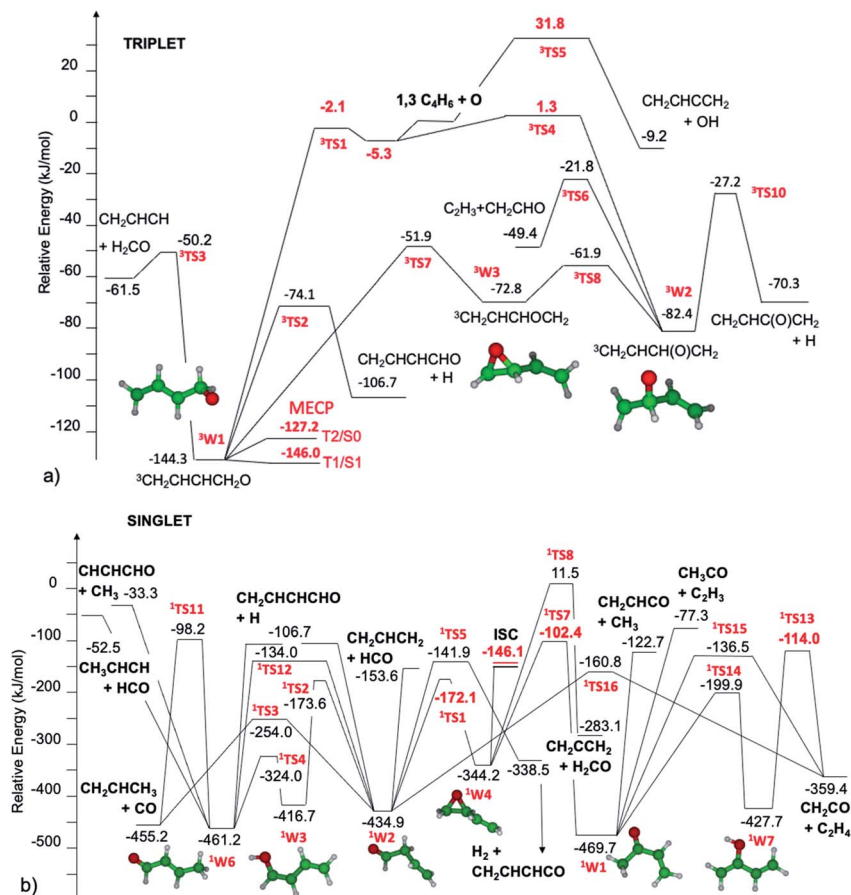 TRIPLET
Relative Energy (kJ/mol)
20
0
-20
-40
-60
-80
-100
-120
31.8
³TS5
1,3 C₄H₆ + O
CH₂CHCCH₂
+ OH
-9.2
-2.1
³TS1
-5.3
1.3
³TS4
-21.8
³TS6
-27.2
³TS10
CH₂CHCH
+ H₂CO
-50.2
³TS3
-61.5
C₂H₃+CH₂CHO
-49.4
-51.9
³TS7
³W3
-72.8
³CH₂CHCHOCH₂
-61.9
³TS8
³W2
-82.4
³CH₂CHCH(O)CH₂
-70.3
CH₂CHC(O)CH₂
+ H
-74.1
³TS2
CH₂CHCHCHO
+ H
-106.7
MECP
-127.2
T2/S0
-146.0
T1/S1
³W1
-144.3
³CH₂CHCHCH₂O
a)
SINGLET
Relative Energy (kJ/mol)
0
-100
-200
-300
-400
-500
CHCHCHO
+ CH₃
-33.3
-52.5
CH₃CHCH
+ HCO
¹TS11
-98.2
CH₂CHCHCHO
+ H
-106.7
-134.0
¹TS12
¹TS2
-173.6
¹TS3
-254.0
¹TS4
-324.0
-416.7
¹W3
CH₂CHCH₃
+ CO
-455.2
-461.2
¹W6
CH₂CHCH₂
+ HCO
-153.6
-434.9
¹W2
¹TS5
-141.9
-172.1
¹TS1
ISC
-146.1
-344.2
¹W4
-338.5
H₂ +
CH₂CHCHCO
¹TS8
11.5
¹TS7
-102.4
-283.1
CH₂CCH₂
+ H₂CO
-469.7
¹W1
CH₂CHCO
+ CH₃
-122.7
-160.8
¹TS16
CH₃CO
+ C₂H₃
-77.3
¹TS15
-136.5
¹TS14
-199.9
¹TS13
-114.0
-427.7
¹W7
-359.4
CH₂CO
+ C₂H₄
b)